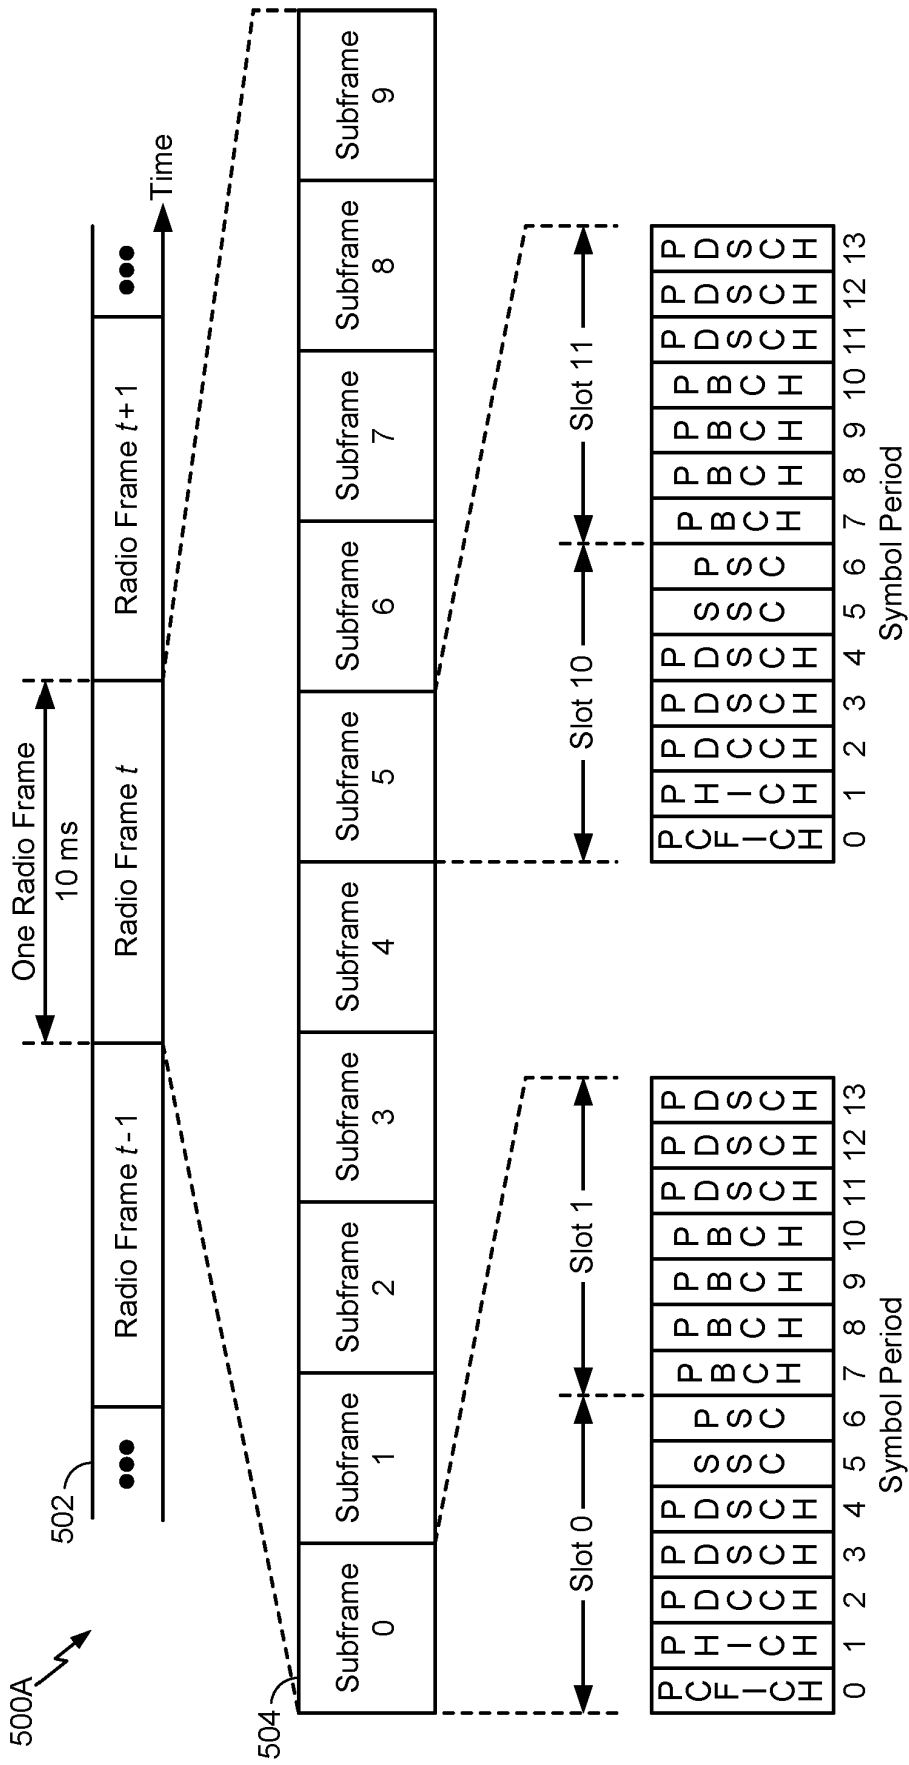 500A
One Radio Frame
10 ms
502
Radio Frame t - 1
Radio Frame t
Radio Frame t + 1
Time
504
Subframe 0
Subframe 1
Subframe 2
Subframe 3
Subframe 4
Subframe 5
Subframe 6
Subframe 7
Subframe 8
Subframe 9
Slot 0
Slot 1
Slot 10
Slot 11
PCFICH
PHICH
PDCCH
PDSCH
PDSCH
SSC
PSC
PBCH
PBCH
PBCH
PBCH
PDSCH
PDSCH
PDSCH
0 1 2 3 4 5 6 7 8 9 10 11 12 13
Symbol Period
PCFICH
PHICH
PDCCH
PDSCH
PDSCH
SSC
PSC
PBCH
PBCH
PBCH
PBCH
PDSCH
PDSCH
PDSCH
0 1 2 3 4 5 6 7 8 9 10 11 12 13
Symbol Period